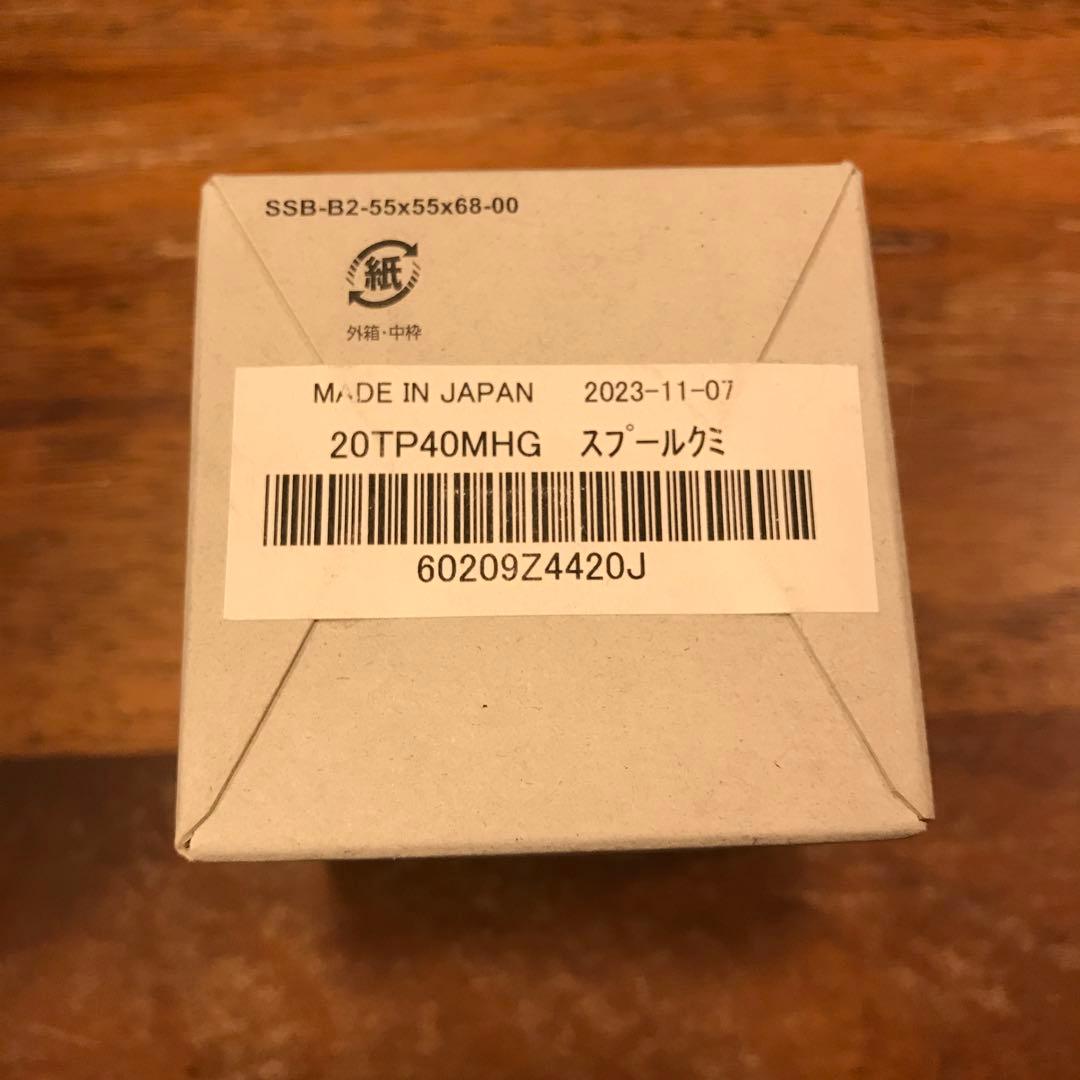 SSB-B2-55x55x68-00
紙
外箱・中枠
MADE IN JAPAN 2023-11-07
20TP40MHG スプールクミ
60209Z4420J